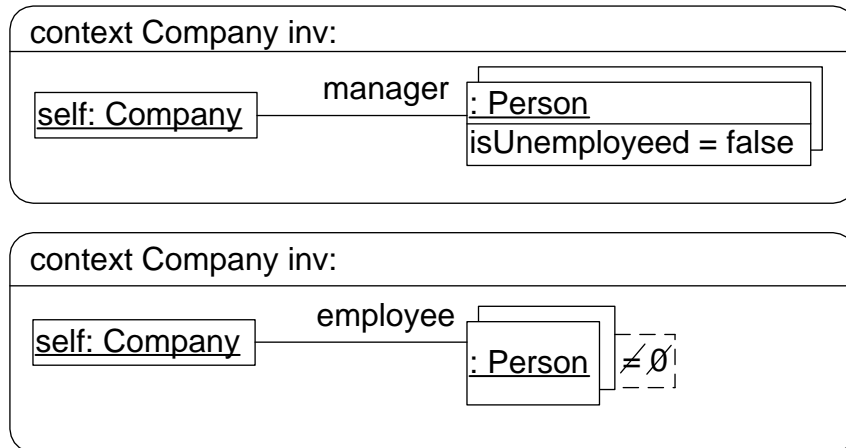 context Company inv:
manager
self: Company
: Person
isUnemployeed = false
context Company inv:
employee
self: Company
: Person
≠ ∅